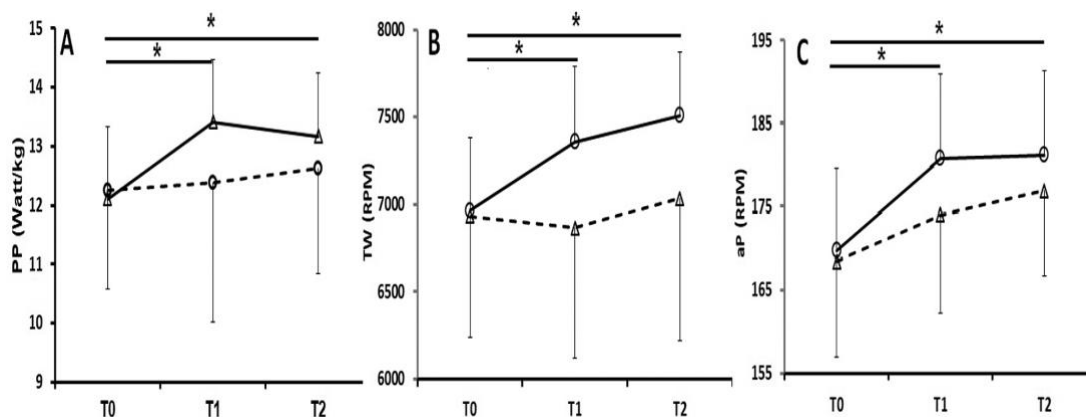 A
PP (Watt/kg)
15
14
13
12
11
10
9
*
*
T0 T1 T2
B
TW (RPM)
8000
7500
7000
6500
6000
*
*
T0 T1 T2
C
aP (RPM)
195
185
175
165
155
*
*
T0 T1 T2